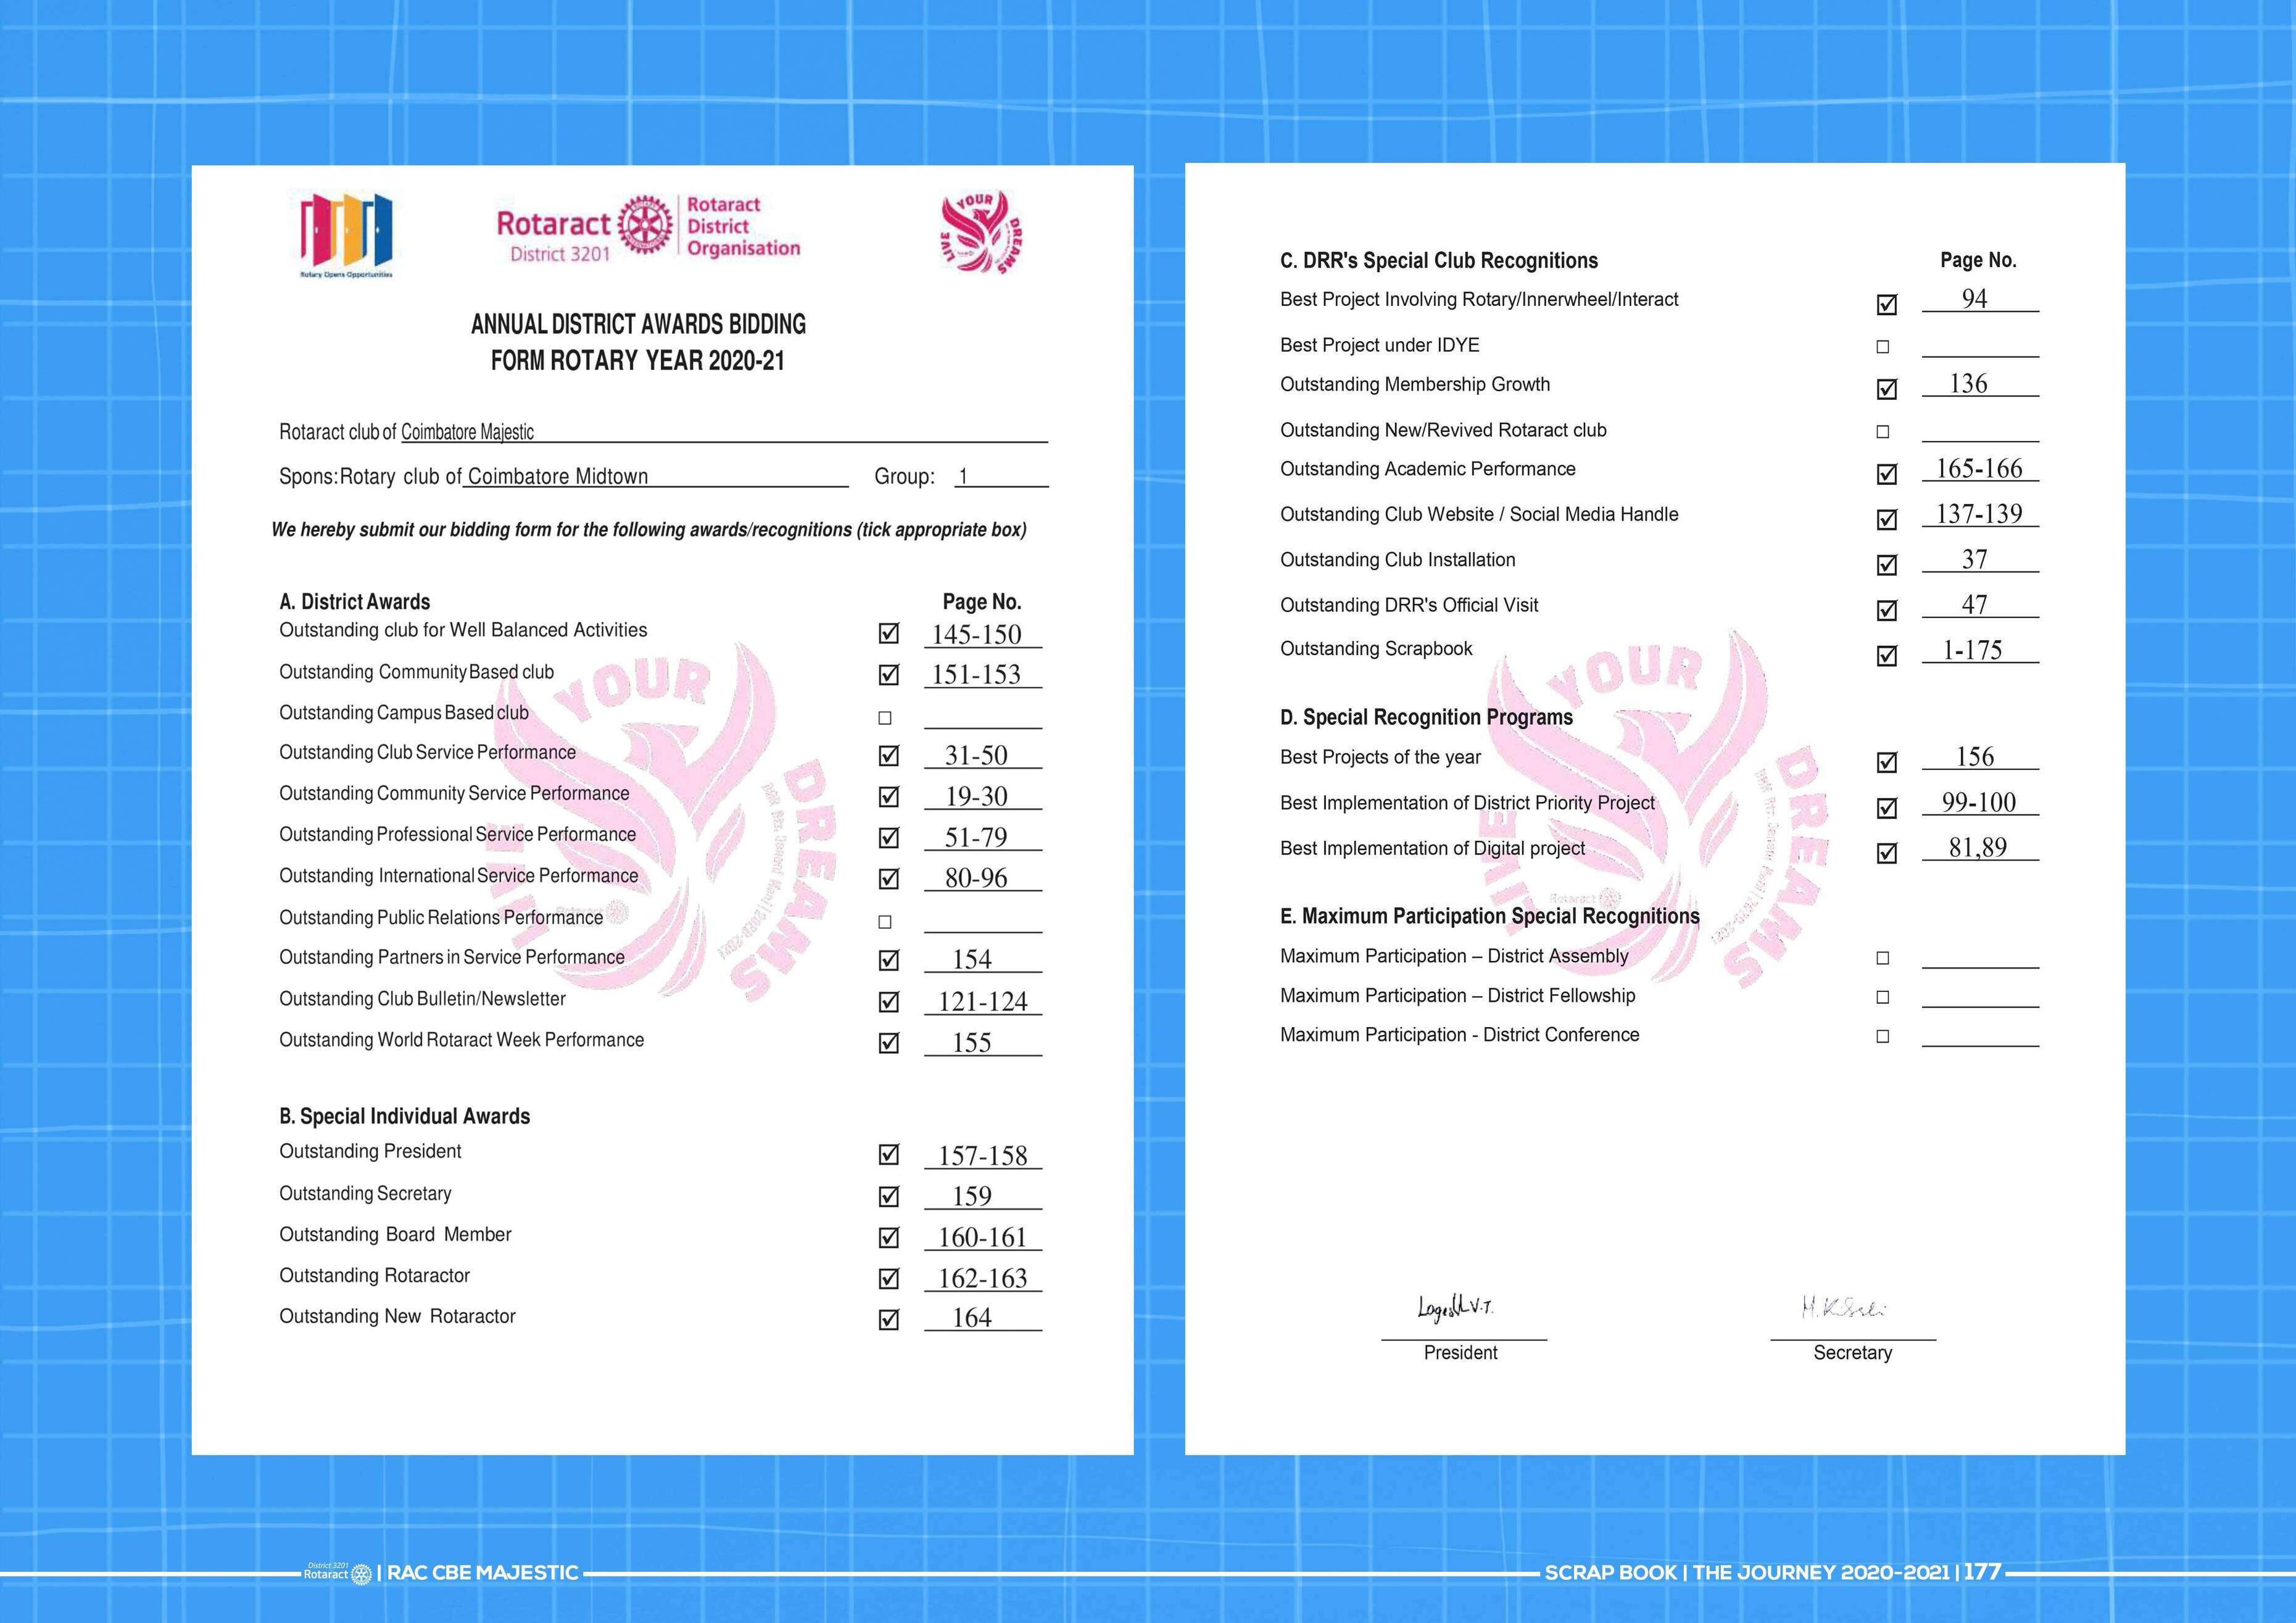 Rotary Opens Opportunities
Rotaract
District 3201
Rotaract
District
Organisation
LIVE YOUR DREAMS
ANNUAL DISTRICT AWARDS BIDDING
FORM ROTARY YEAR 2020-21
Rotaract club of Coimbatore Majestic
Spons: Rotary club of Coimbatore Midtown Group: 1
We hereby submit our bidding form for the following awards/recognitions (tick appropriate box)
A. District Awards Page No.
Outstanding club for Well Balanced Activities ☑ 145-150
Outstanding Community Based club ☑ 151-153
Outstanding Campus Based club ☐
Outstanding Club Service Performance ☑ 31-50
Outstanding Community Service Performance ☑ 19-30
Outstanding Professional Service Performance ☑ 51-79
Outstanding International Service Performance ☑ 80-96
Outstanding Public Relations Performance ☐
Outstanding Partners in Service Performance ☑ 154
Outstanding Club Bulletin/Newsletter ☑ 121-124
Outstanding World Rotaract Week Performance ☑ 155
LIVE YOUR DREAMS
B. Special Individual Awards
Outstanding President ☑ 157-158
Outstanding Secretary ☑ 159
Outstanding Board Member ☑ 160-161
Outstanding Rotaractor ☑ 162-163
Outstanding New Rotaractor ☑ 164
C. DRR's Special Club Recognitions Page No.
Best Project Involving Rotary/Innerwheel/Interact ☑ 94
Best Project under IDYE ☐
Outstanding Membership Growth ☑ 136
Outstanding New/Revived Rotaract club ☐
Outstanding Academic Performance ☑ 165-166
Outstanding Club Website / Social Media Handle ☑ 137-139
Outstanding Club Installation ☑ 37
Outstanding DRR's Official Visit ☑ 47
Outstanding Scrapbook ☑ 1-175
D. Special Recognition Programs
Best Projects of the year ☑ 156
Best Implementation of District Priority Project ☑ 99-100
Best Implementation of Digital project ☑ 81,89
E. Maximum Participation Special Recognitions
Maximum Participation – District Assembly ☐
Maximum Participation – District Fellowship ☐
Maximum Participation - District Conference ☐
LIVE YOUR DREAMS
President
Secretary
District 3201
Rotaract | RAC CBE MAJESTIC
SCRAP BOOK | THE JOURNEY 2020-2021 | 177